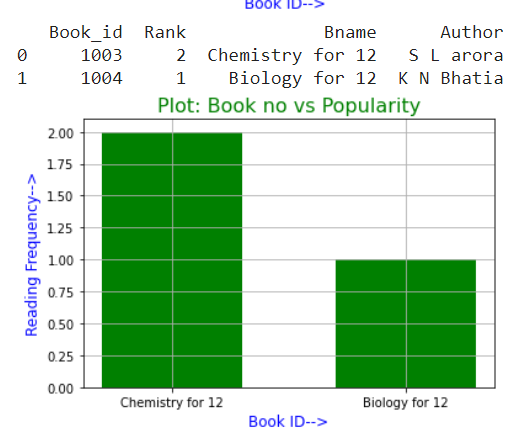 Book ID-->
Book_id Rank Bname Author
0 1003 2 Chemistry for 12 S L arora
1 1004 1 Biology for 12 K N Bhatia
Plot: Book no vs Popularity
Reading Frequency-->
2.00
1.75
1.50
1.25
1.00
0.75
0.50
0.25
0.00
Chemistry for 12 Biology for 12
Book ID-->